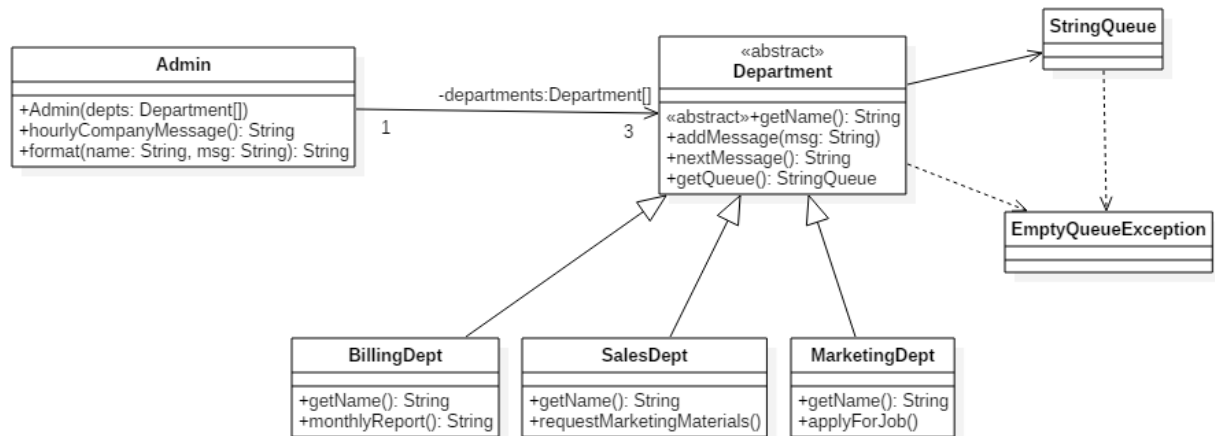 StringQueue
«abstract»
Department
Admin
-departments:Department[]
+Admin(depts: Department[])
+hourlyCompanyMessage(): String
+format(name: String, msg: String): String
1
3
«abstract»+getName(): String
+addMessage(msg: String)
+nextMessage(): String
+getQueue(): StringQueue
EmptyQueueException
BillingDept
+getName(): String
+monthlyReport(): String
SalesDept
+getName(): String
+requestMarketingMaterials()
MarketingDept
+getName(): String
+applyForJob()